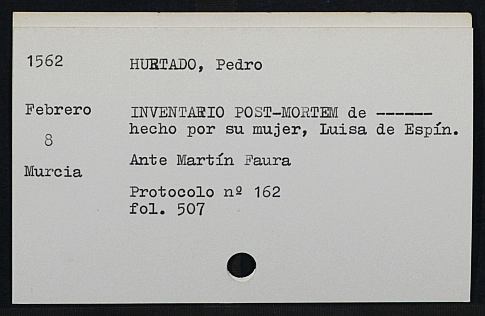 1562
HURTADO, Pedro
Febrero
8
Murcia
INVENTARIO POST-MORTEM de ------
hecho por su mujer, Luisa de Espín.
Ante Martín Faura
Protocolo nº 162
fol. 507